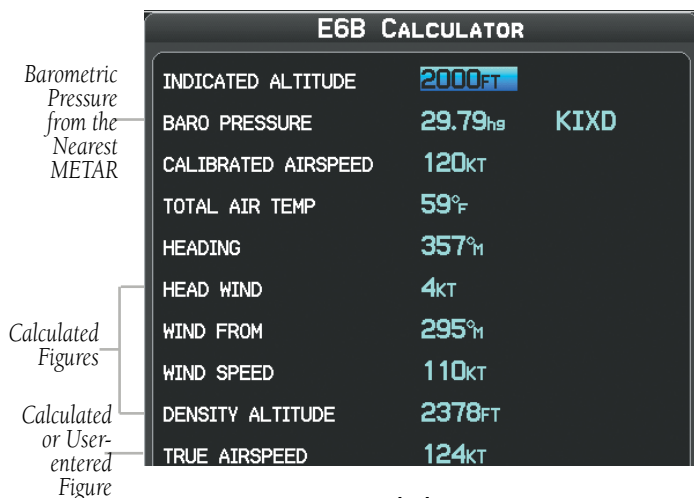 E6B CALCULATOR
Barometric
Pressure
from the
Nearest
METAR
INDICATED ALTITUDE 2000FT
BARO PRESSURE 29.79hg KIXD
CALIBRATED AIRSPEED 120KT
TOTAL AIR TEMP 59°F
HEADING 357°M
HEAD WIND 4KT
WIND FROM 295°M
WIND SPEED 110KT
DENSITY ALTITUDE 2378FT
TRUE AIRSPEED 124KT
Calculated
Figures
Calculated
or User-
entered
Figure